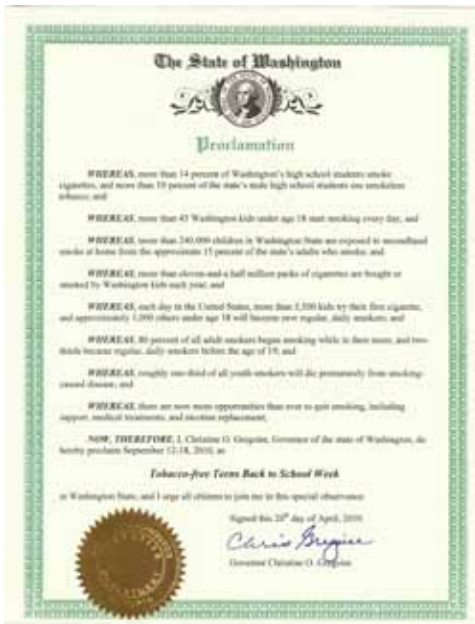 The State of Washington
Proclamation
WHEREAS, more than 14 percent of Washington's high school students smoke
cigarettes, and more than 10 percent of the state's male high school students use smokeless
tobacco; and
WHEREAS, more than 45 Washington kids under age 18 start smoking every day; and
WHEREAS, more than 240,000 children in Washington State are exposed to secondhand
smoke at home from the approximate 15 percent of the state's adults who smoke; and
WHEREAS, more than eleven-and-a half million packs of cigarettes are bought or
smoked by Washington kids each year; and
WHEREAS, each day in the United States, more than 3,500 kids try their first cigarette,
and approximately 1,000 others under age 18 will become new regular, daily smokers; and
WHEREAS, 80 percent of all adult smokers began smoking while in their teens, and two-
thirds became regular, daily smokers before the age of 19; and
WHEREAS, roughly one-third of all youth smokers will die prematurely from smoking-
caused disease; and
WHEREAS, there are now more opportunities than ever to quit smoking, including
support, medical treatments, and nicotine replacement;
NOW, THEREFORE, I, Christine O. Gregoire, Governor of the state of Washington, do
hereby proclaim September 12-18, 2010, as
Tobacco-free Teens Back to School Week
in Washington State, and I urge all citizens to join me in this special observance.
Signed this 20th day of April, 2010
Chris Gregoire
Governor Christine O. Gregoire